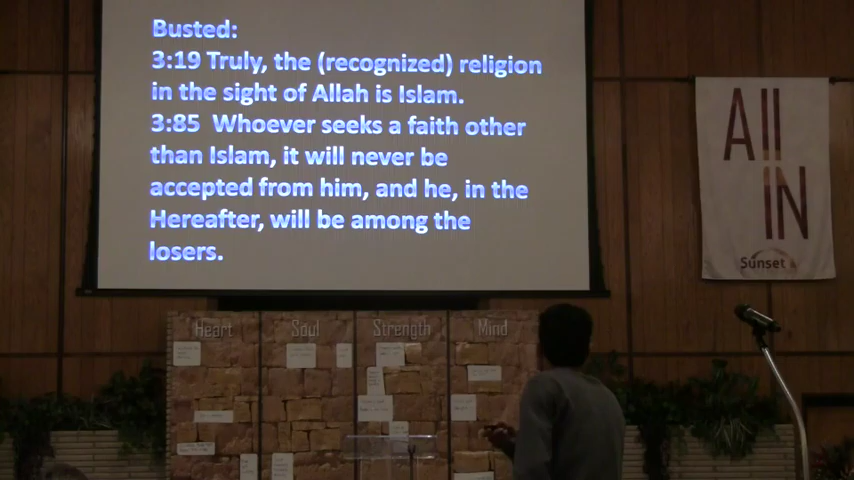 Busted:
3:19 Truly, the (recognized) religion
in the sight of Allah is Islam.
3:85 Whoever seeks a faith other
than Islam, it will never be
accepted from him, and he, in the
Hereafter, will be among the
losers.
All
IN
Sunset
Heart
Soul
Strength
Mind